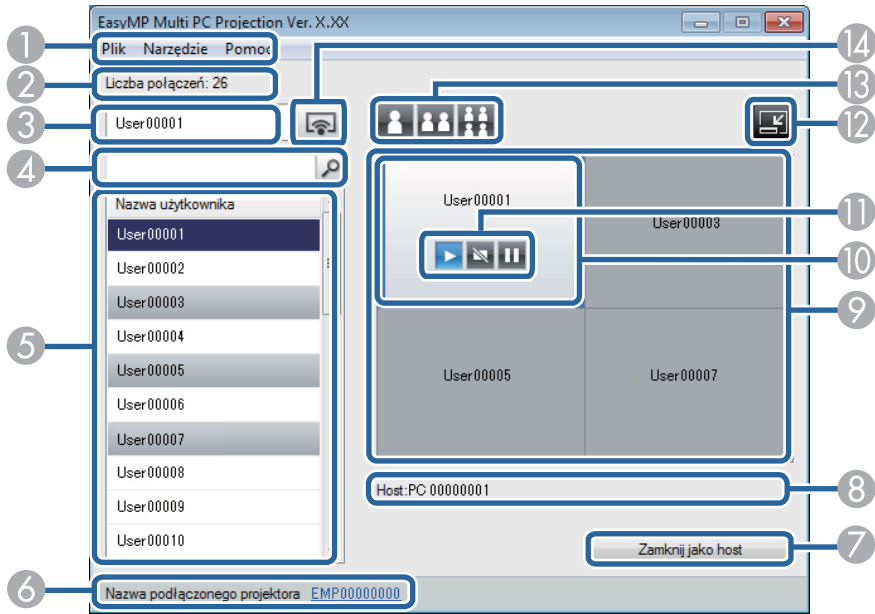 EasyMP Multi PC Projection Ver. X.XX
Plik Narzędzie Pomoc
Liczba połączeń: 26
User00001
Nazwa użytkownika
User00001
User00002
User00003
User00004
User00005
User00006
User00007
User00008
User00009
User00010
Nazwa podłączonego projektora EMP00000000
User00001
User00003
User00005
User00007
Host:PC 00000001
Zamknij jako host
1
2
3
4
5
6
7
8
9
10
11
12
13
14